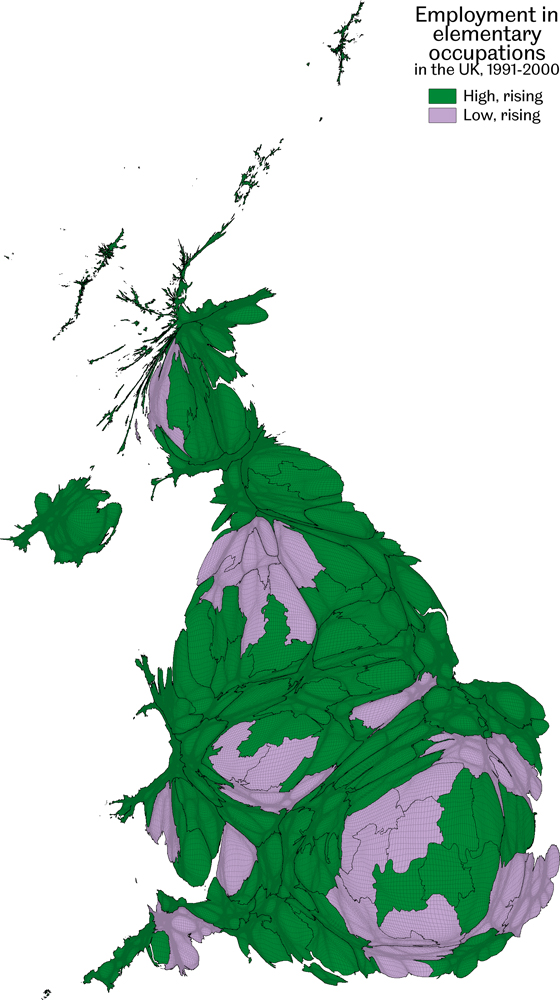 Employment in
elementary
occupations
in the UK, 1991-2000
High, rising
Low, rising